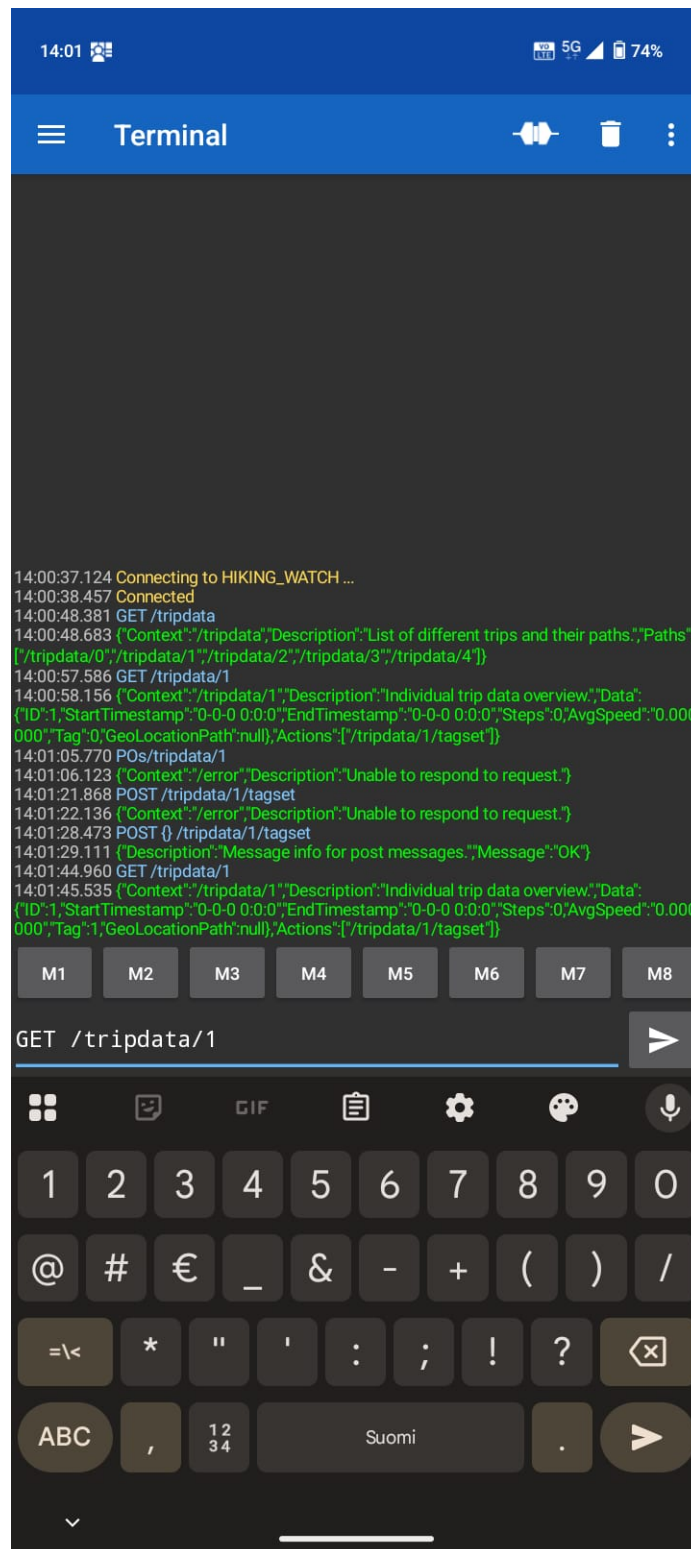 14:01 VO LTE 5G 74%
Terminal
14:00:37.124 Connecting to HIKING_WATCH ...
14:00:38.457 Connected
14:00:48.381 GET /tripdata
14:00:48.683 {"Context":"/tripdata","Description":"List of different trips and their paths.","Paths"
["/tripdata/0","/tripdata/1","/tripdata/2","/tripdata/3","/tripdata/4"]}
14:00:57.586 GET /tripdata/1
14:00:58.156 {"Context":"/tripdata/1","Description":"Individual trip data overview.","Data":
{"ID":1,"StartTimestamp":"0-0-0 0:0:0","EndTimestamp":"0-0-0 0:0:0","Steps":0,"AvgSpeed":"0.000
000","Tag":0,"GeoLocationPath":null},"Actions":["/tripdata/1/tagset"]}
14:01:05.770 POs/tripdata/1
14:01:06.123 {"Context":"/error","Description":"Unable to respond to request."}
14:01:21.868 POST /tripdata/1/tagset
14:01:22.136 {"Context":"/error","Description":"Unable to respond to request."}
14:01:28.473 POST {} /tripdata/1/tagset
14:01:29.111 {"Description":"Message info for post messages.","Message":"OK"}
14:01:44.960 GET /tripdata/1
14:01:45.535 {"Context":"/tripdata/1","Description":"Individual trip data overview.","Data":
{"ID":1,"StartTimestamp":"0-0-0 0:0:0","EndTimestamp":"0-0-0 0:0:0","Steps":0,"AvgSpeed":"0.000
000","Tag":1,"GeoLocationPath":null},"Actions":["/tripdata/1/tagset"]}
M1 M2 M3 M4 M5 M6 M7 M8
GET /tripdata/1
GIF
1 2 3 4 5 6 7 8 9 0
@ # € _ & - + ( ) /
=\< * " ' : ; ! ?
ABC , 12 34 Suomi .